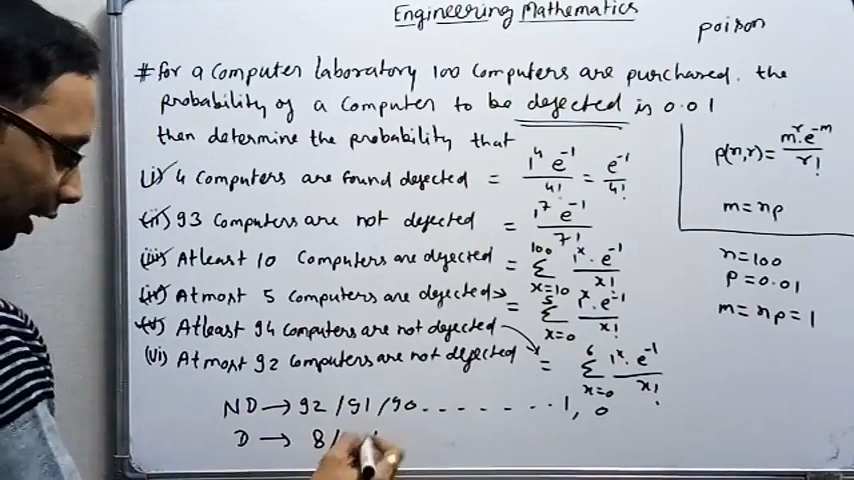 Engineering Mathematics
poison
# for a Computer laboratory 100 Computers are purchased. the
probability of a Computer to be defected is 0.01
then determine the probability that
p(n,r) = m^r.e^-m / r!
m = np
(i) 4 Computers are found defected = 1^4 e^-1 / 4! = e^-1 / 4!
(ii) 93 Computers are not defected = 1^7 e^-1 / 7!
(iii) Atleast 10 Computers are defected = 100 Σ x=10 1^x.e^-1 / x!
n = 100
p = 0.01
m = np = 1
(iv) Atmost 5 Computers are defected → = 5 Σ x=0 1^x.e^-1 / x!
(v) Atleast 94 Computers are not defected
(vi) Atmost 92 Computers are not defected = 6 Σ x=0 1^x.e^-1 / x!
ND → 92 / 91 / 90 - - - - - - - - 1, 0
D → 8 /